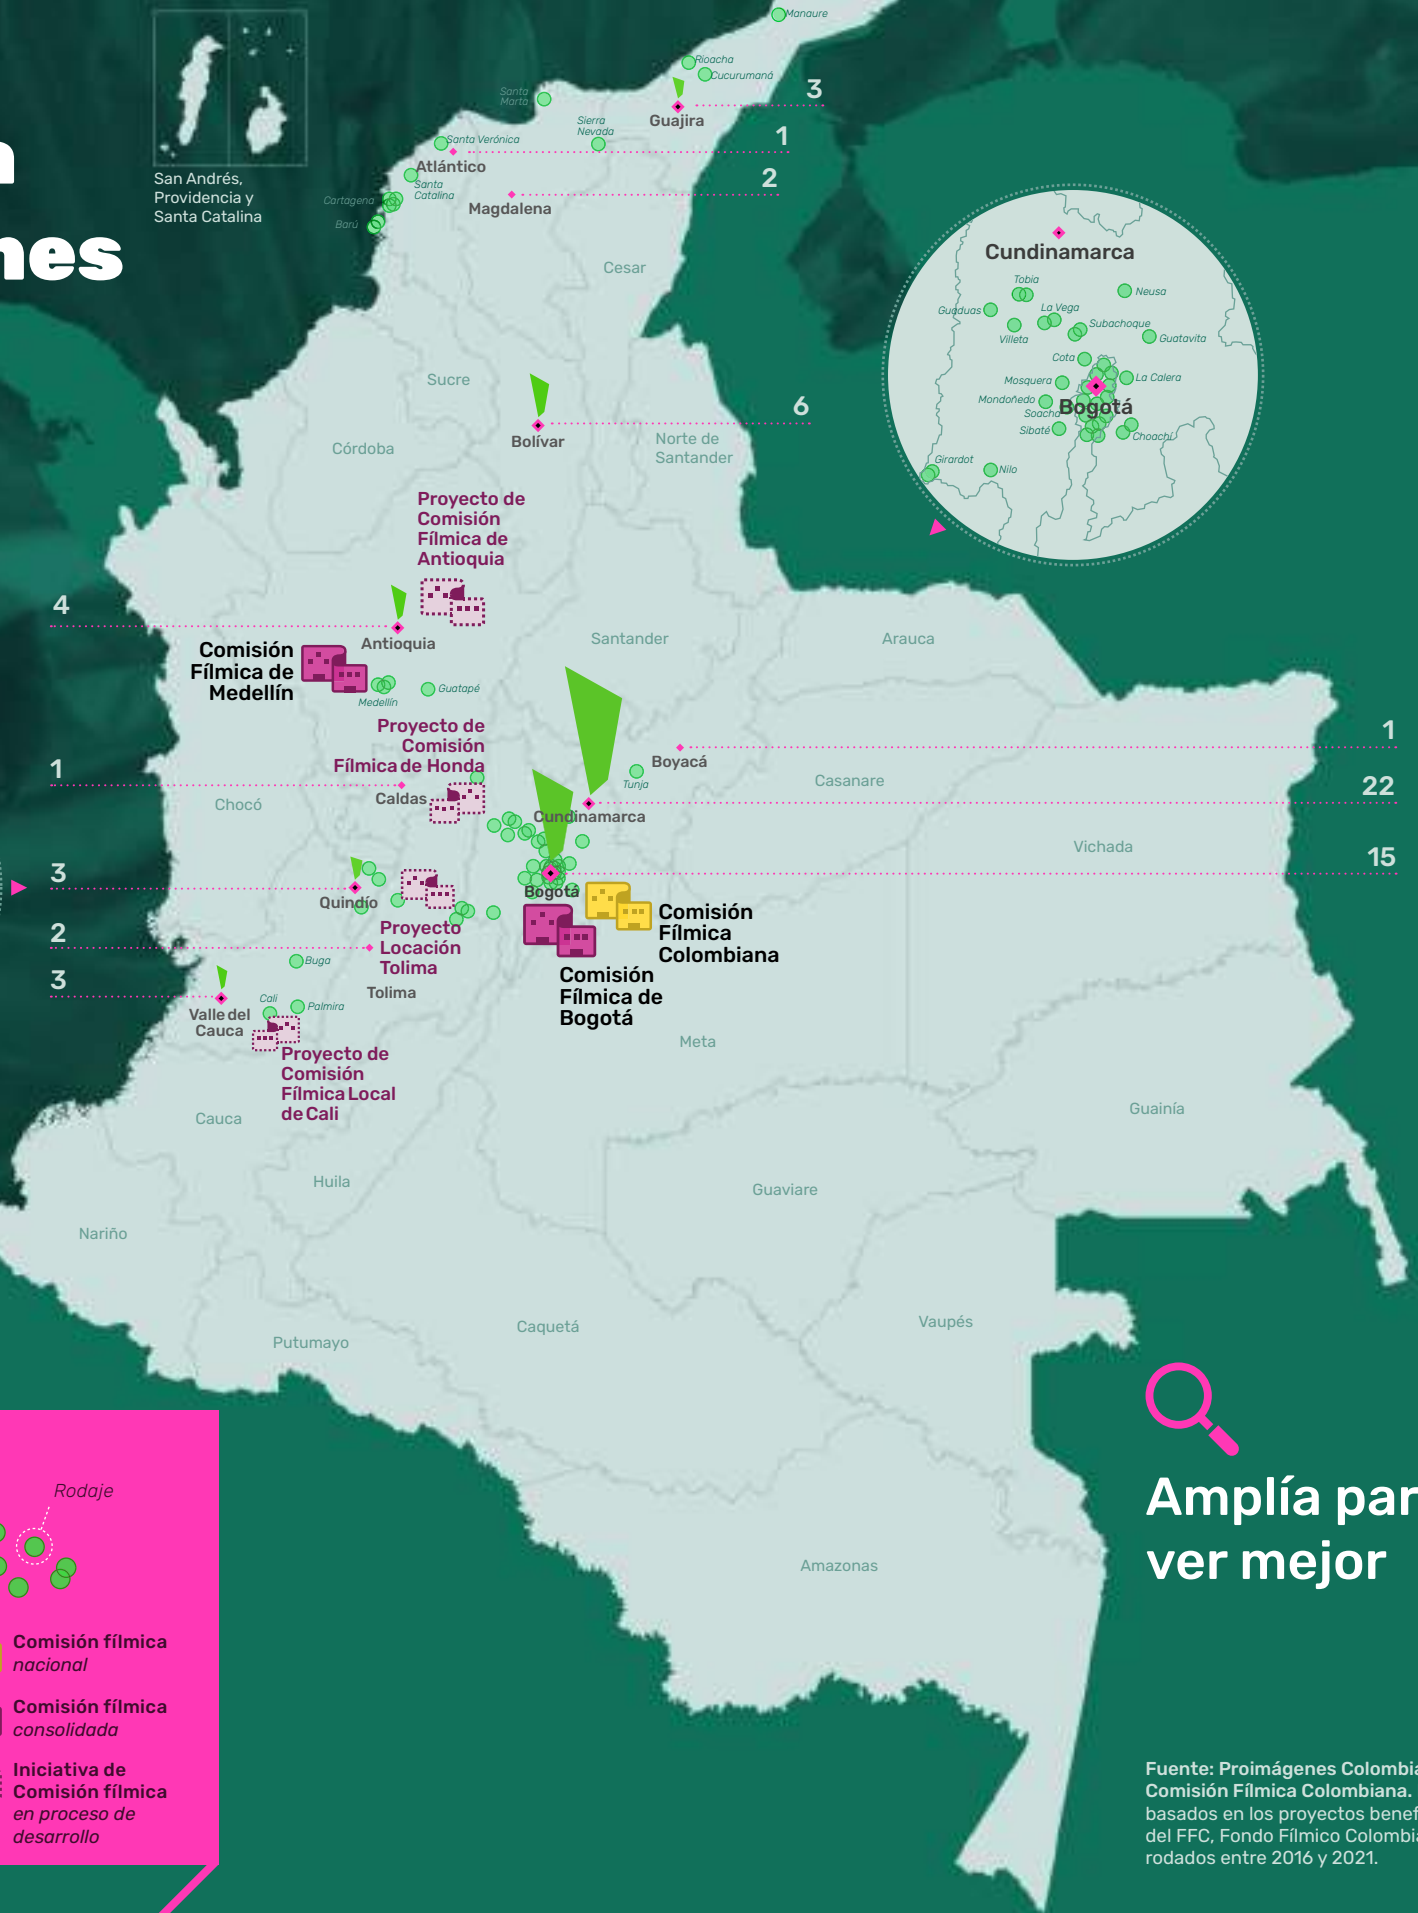 nes
San Andrés,
Providencia y
Santa Catalina
Manaure
Rioacha
Cucurumaná
Santa
Marta
Sierra
Nevada
Guajira
3
Santa Verónica
1
Atlántico
Santa
Catalina
2
Magdalena
Cartagena
Barú
Cesar
Sucre
Córdoba
Bolívar
6
Norte de
Santander
Cundinamarca
Tobia
Neusa
Guaduas
La Vega
Subachoque
Villeta
Guatavita
Cota
Mosquera
La Calera
Mondoñedo
Bogotá
Soacha
Sibaté
Choachí
Girardot
Nilo
Proyecto de
Comisión
Fílmica de
Antioquia
4
Antioquia
Santander
Arauca
Comisión
Fílmica de
Medellín
Medellín
Guatapé
Proyecto de
Comisión
Fílmica de Honda
1
Boyacá
Tunja
Casanare
1
Caldas
Chocó
22
Cundinamarca
Vichada
15
Bogotá
3
Quindío
Comisión
Fílmica
Colombiana
Proyecto
Locación
Tolima
2
Tolima
Comisión
Fílmica de
Bogotá
Buga
3
Cali
Palmira
Valle del
Cauca
Proyecto de
Comisión
Fílmica Local
de Cali
Meta
Cauca
Guainía
Huila
Guaviare
Nariño
Vaupés
Caquetá
Putumayo
Amazonas
Rodaje
Comisión fílmica
nacional
Comisión fílmica
consolidada
Iniciativa de
Comisión fílmica
en proceso de
desarrollo
Amplía par
ver mejor
Fuente: Proimágenes Colombia
Comisión Fílmica Colombiana.
basados en los proyectos benef
del FFC, Fondo Fílmico Colombia
rodados entre 2016 y 2021.